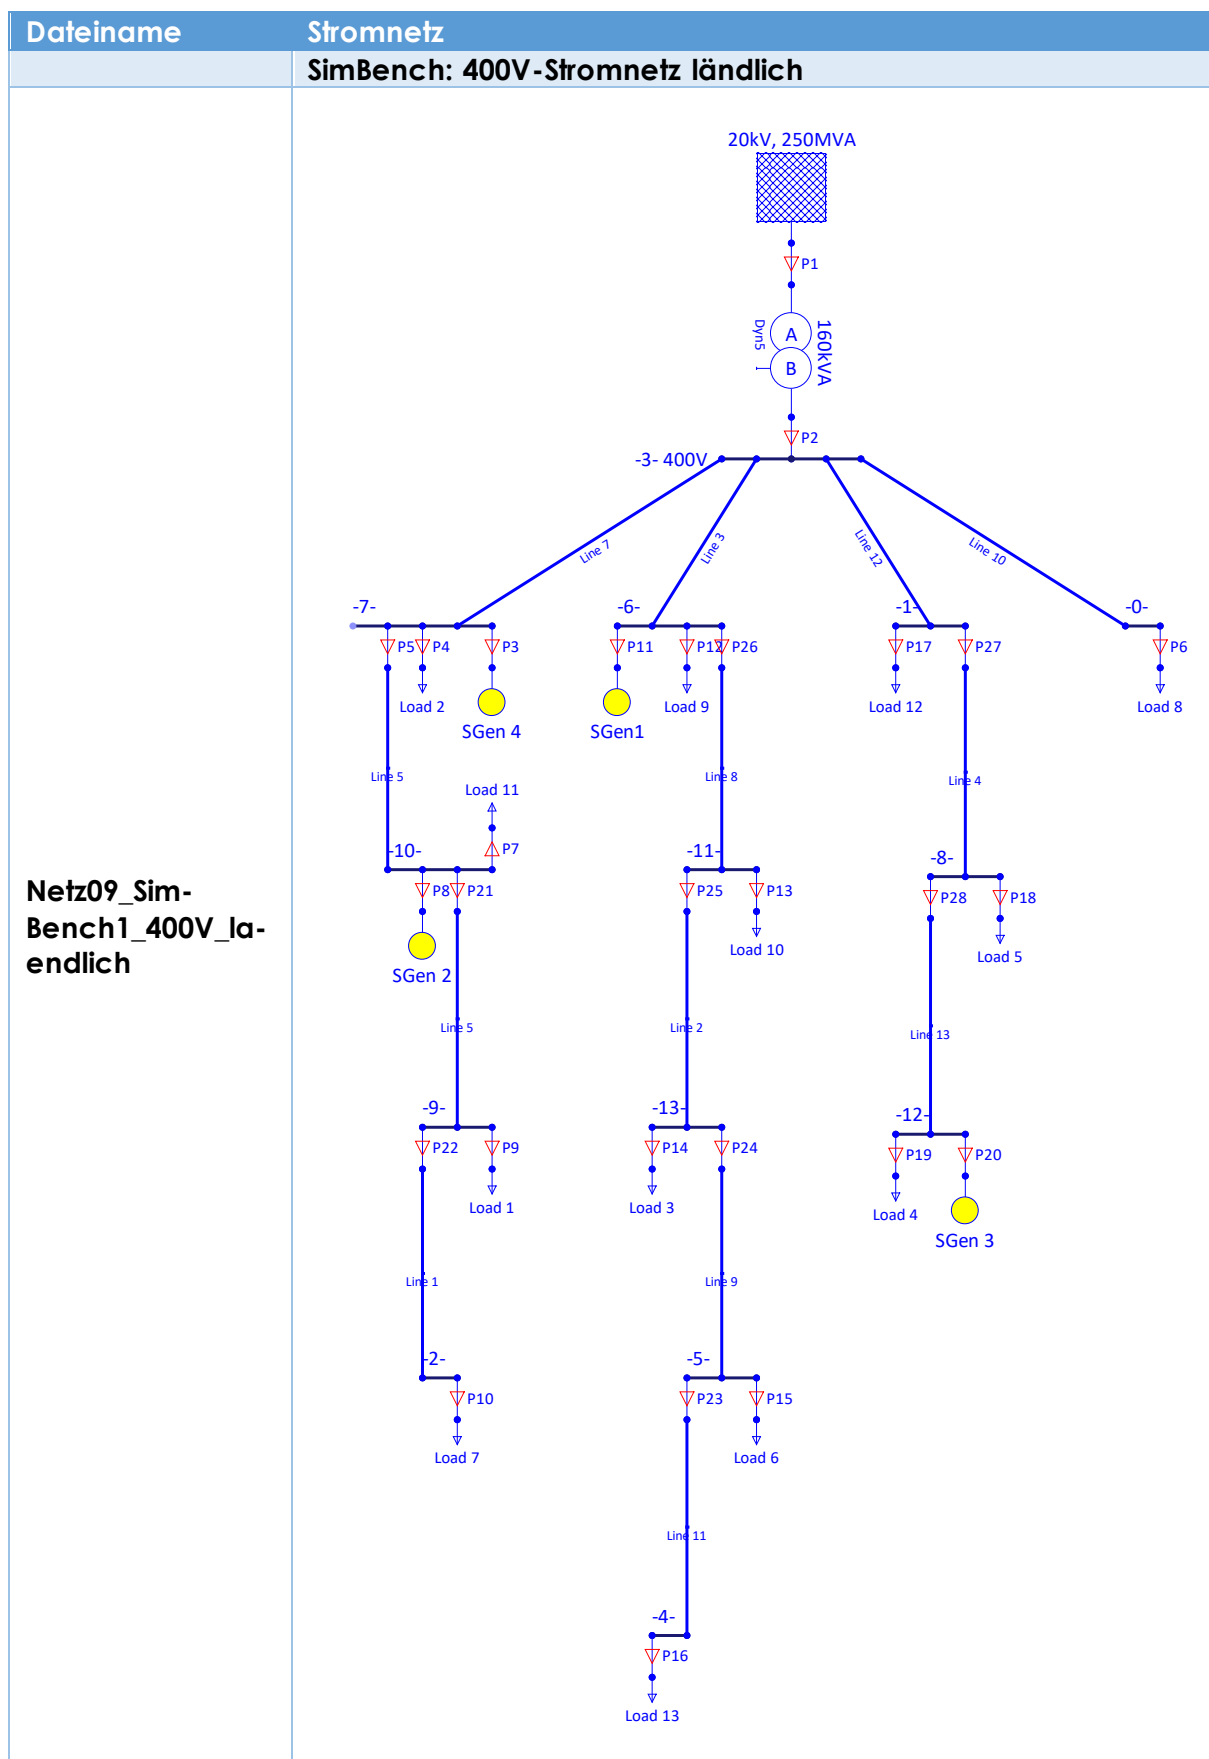 Dateiname
Stromnetz
SimBench: 400V-Stromnetz ländlich
Netz09_Sim-
Bench1_400V_la-
endlich
20kV, 250MVA
P1
A
B
Dyn5
160kVA
P2
-3- 400V
Line 7
Line 3
Line 12
Line 10
-7-
-6-
-1-
-0-
P5
P4
P3
P11
P12
P26
P17
P27
P6
Load 2
SGen 4
SGen1
Load 9
Load 12
Load 8
Line 5
Load 11
Line 8
Line 4
-10-
P7
-11-
-8-
P8
P21
P25
P13
P28
P18
SGen 2
Load 10
Load 5
Line 5
Line 2
Line 13
-9-
-13-
-12-
P22
P9
P14
P24
P19
P20
Load 1
Load 3
Load 4
SGen 3
Line 1
Line 9
-2-
-5-
P10
P23
P15
Load 7
Load 6
Line 11
-4-
P16
Load 13